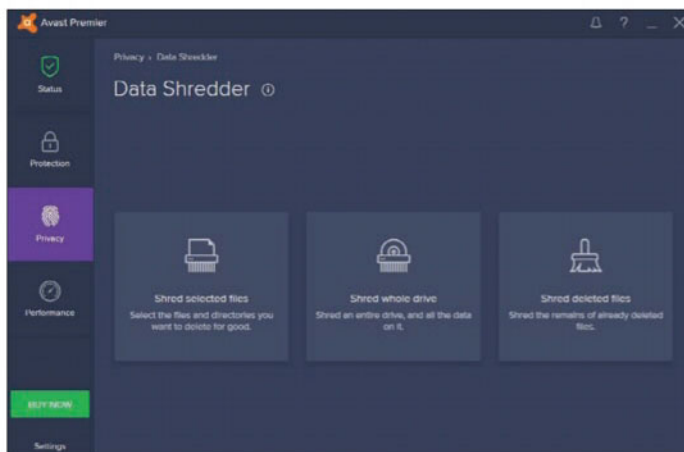 Avast Premier
?
Status
Protection
Privacy
Performance
BUY NOW
Settings
Privacy › Data Shredder
Data Shredder
Shred selected files
Select the files and directories you
want to delete for good.
Shred whole drive
Shred an entire drive, and all the data
on it.
Shred deleted files
Shred the remains of already deleted
files.